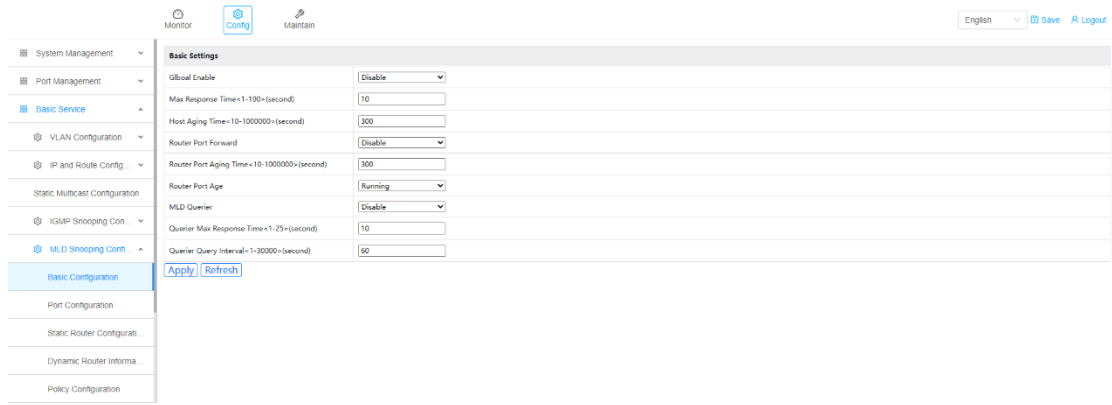 Monitor
Config
Maintain
English
Save
Logout
System Management
Port Management
Basic Service
VLAN Configuration
IP and Route Config...
Static Multicast Configuration
IGMP Snooping Con...
MLD Snooping Confi...
Basic Configuration
Port Configuration
Static Router Configurati...
Dynamic Router Informa...
Policy Configuration
Basic Settings
Glboal Enable Disable
Max Response Time<1-100>(second) 10
Host Aging Time<10-1000000>(second) 300
Router Port Forward Disable
Router Port Aging Time<10-1000000>(second) 300
Router Port Age Running
MLD Querier Disable
Querier Max Response Time<1-25>(second) 10
Querier Query Interval<1-30000>(second) 60
Apply Refresh